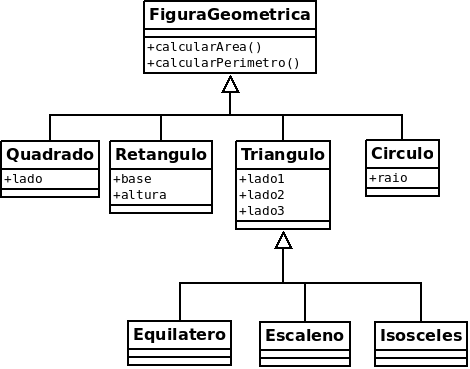 FiguraGeometrica
+calcularArea()
+calcularPerimetro()
Quadrado
+lado
Retangulo
+base
+altura
Triangulo
+lado1
+lado2
+lado3
Circulo
+raio
Equilatero
Escaleno
Isosceles